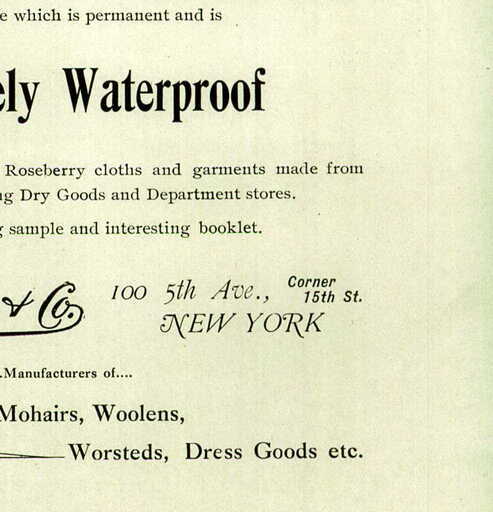 e which is permanent and is
ely Waterproof
Roseberry cloths and garments made from
ng Dry Goods and Department stores.
g sample and interesting booklet.
& Co. 100 5th Ave., Corner 15th St.
NEW YORK
.Manufacturers of....
Mohairs, Woolens,
Worsteds, Dress Goods etc.